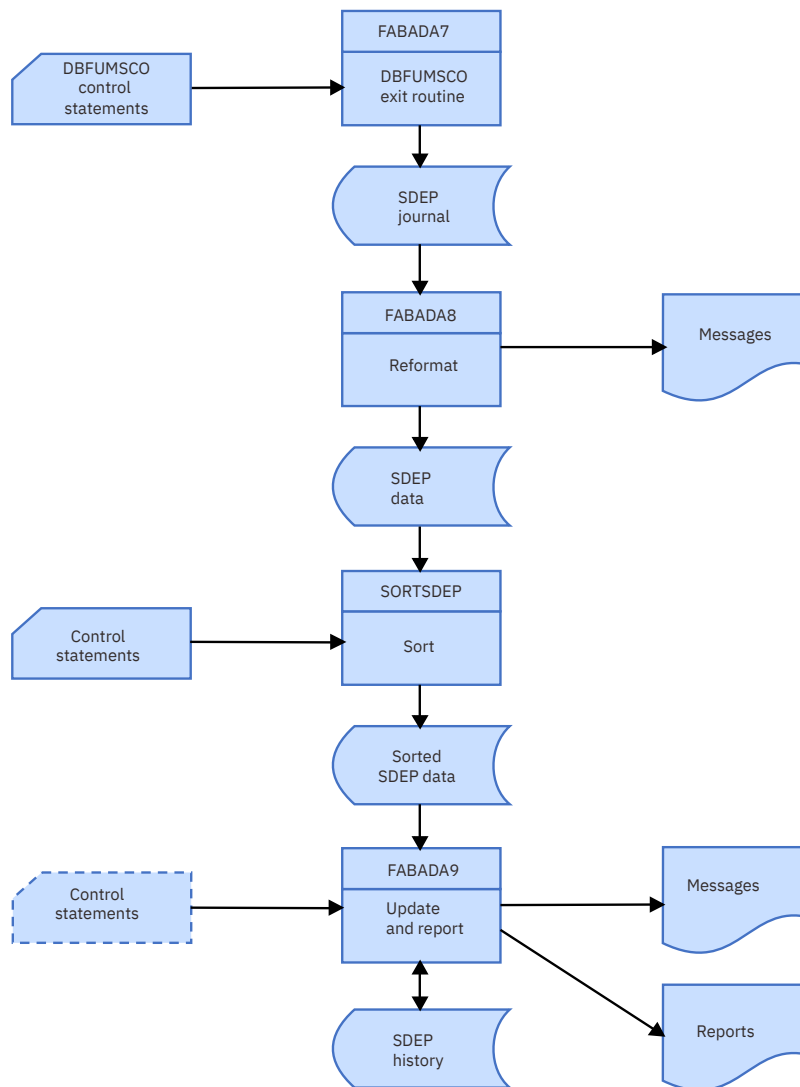 FABADA7
DBFUMSCO
control
statements
DBFUMSCO
exit routine
SDEP
journal
FABADA8
Reformat
Messages
SDEP
data
SORTSDEP
Control
statements
Sort
Sorted
SDEP data
FABADA9
Control
statements
Update
and report
Messages
Reports
SDEP
history